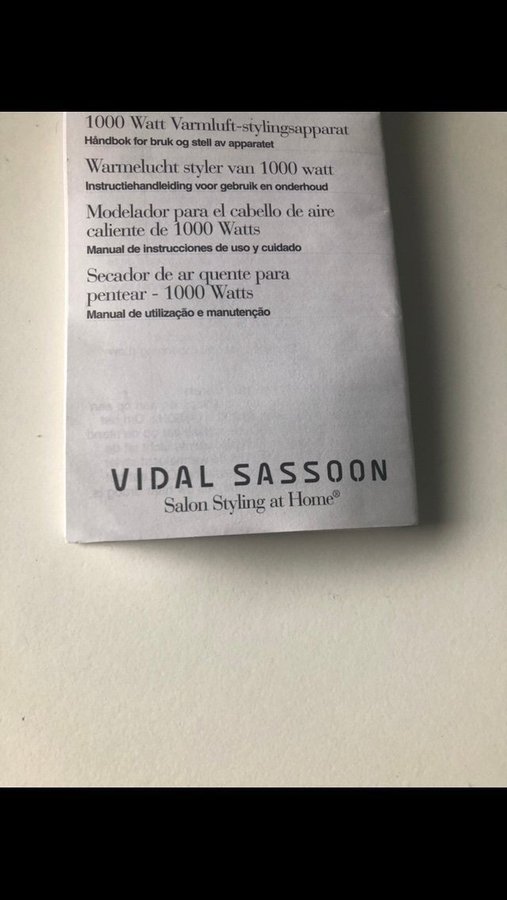 1000 Watt Varmluft-stylingsapparat
Håndbok for bruk og stell av apparatet
Warmelucht styler van 1000 watt
Instructiehandleiding voor gebruik en onderhoud
Modelador para el cabello de aire
caliente de 1000 Watts
Manual de instrucciones de uso y cuidado
Secador de ar quente para
pentear - 1000 Watts
Manual de utilização e manutenção
VIDAL SASSOON
Salon Styling at Home®